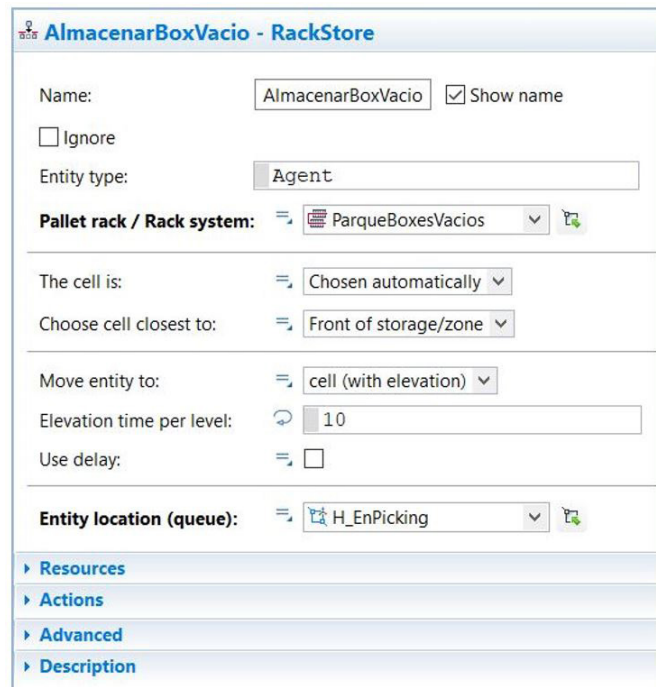 AlmacenarBoxVacio - RackStore
Name: AlmacenarBoxVacio Show name
Ignore
Entity type: Agent
Pallet rack / Rack system: ParqueBoxesVacios
The cell is: Chosen automatically
Choose cell closest to: Front of storage/zone
Move entity to: cell (with elevation)
Elevation time per level: 10
Use delay:
Entity location (queue): H_EnPicking
Resources
Actions
Advanced
Description